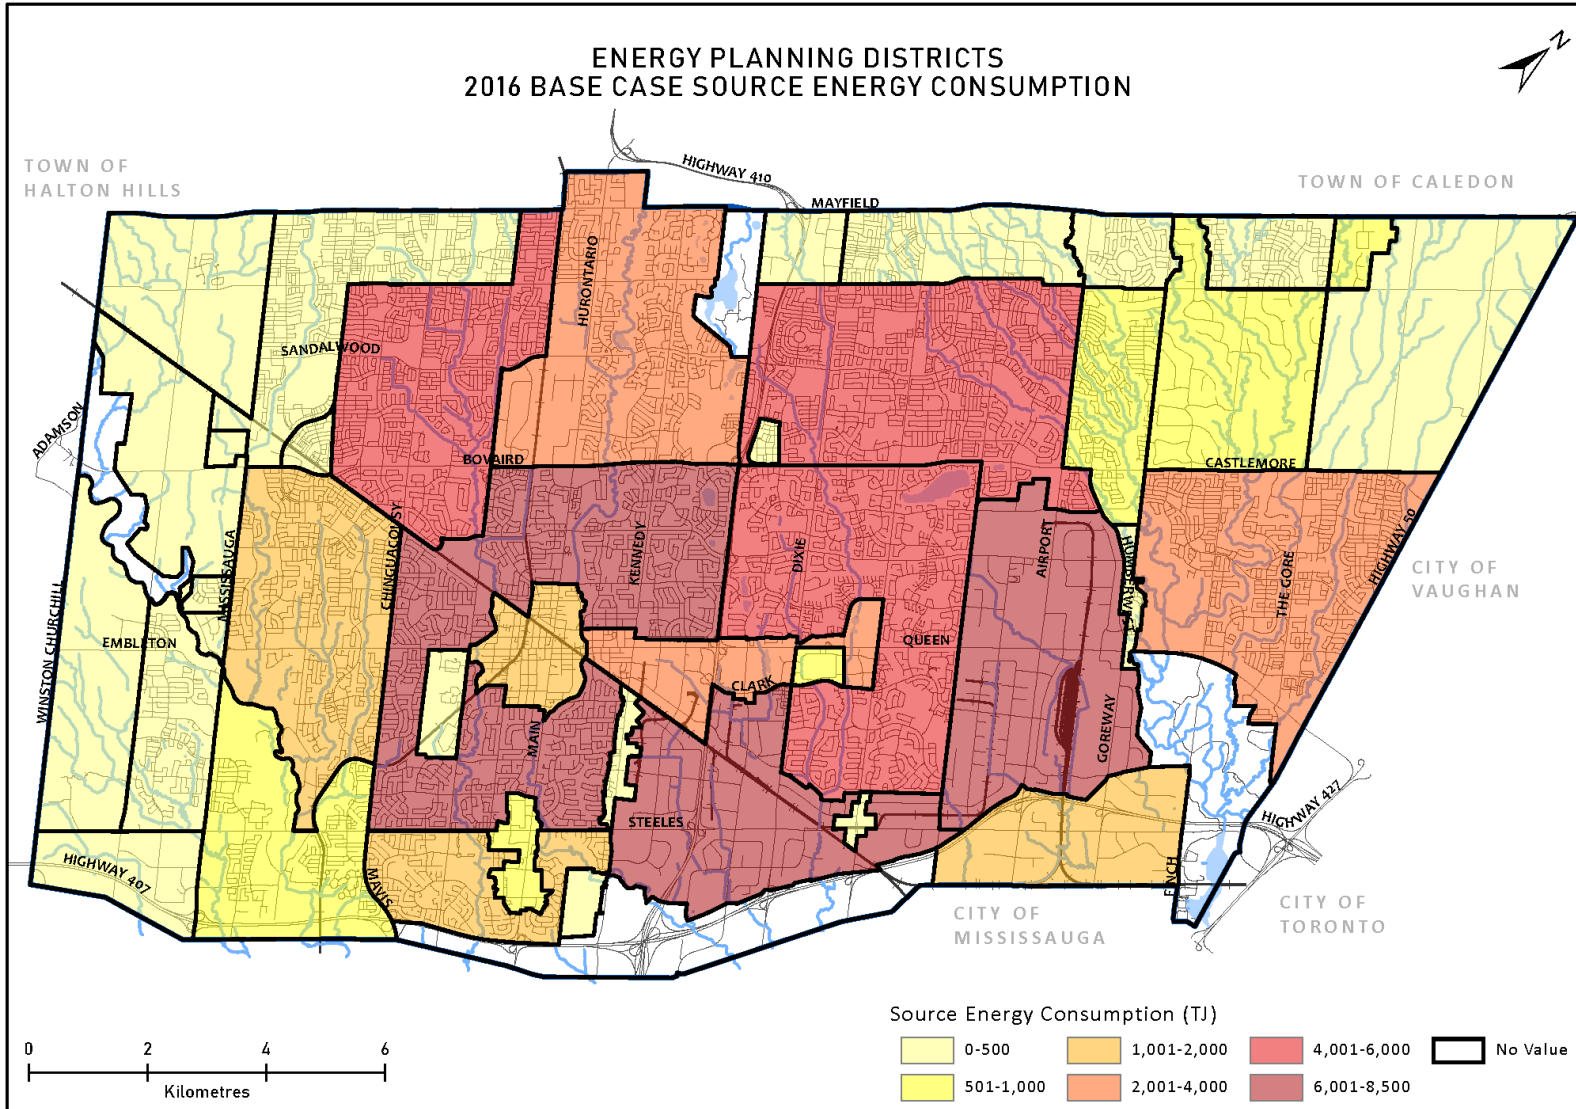 ENERGY PLANNING DISTRICTS
2016 BASE CASE SOURCE ENERGY CONSUMPTION
N
TOWN OF
HALTON HILLS
HIGHWAY 410
TOWN OF CALEDON
MAYFIELD
HURONTARIO
SANDALWOOD
ADAMSON
BOVAIRD
CASTLEMORE
CHINGUACOUSY
MISSISSAUGA
KENNEDY
DIXIE
AIRPORT
HUMBERWEST
THE GORE
HIGHWAY 50
CITY OF
VAUGHAN
WINSTON CHURCHILL
EMBLETON
QUEEN
CLARK
MAIN
GOREWAY
STEELES
HIGHWAY 427
HIGHWAY 407
MAVIS
FINCH
CITY OF
MISSISSAUGA
CITY OF
TORONTO
Source Energy Consumption (TJ)
0-500
1,001-2,000
4,001-6,000
No Value
501-1,000
2,001-4,000
6,001-8,500
0 2 4 6
Kilometres